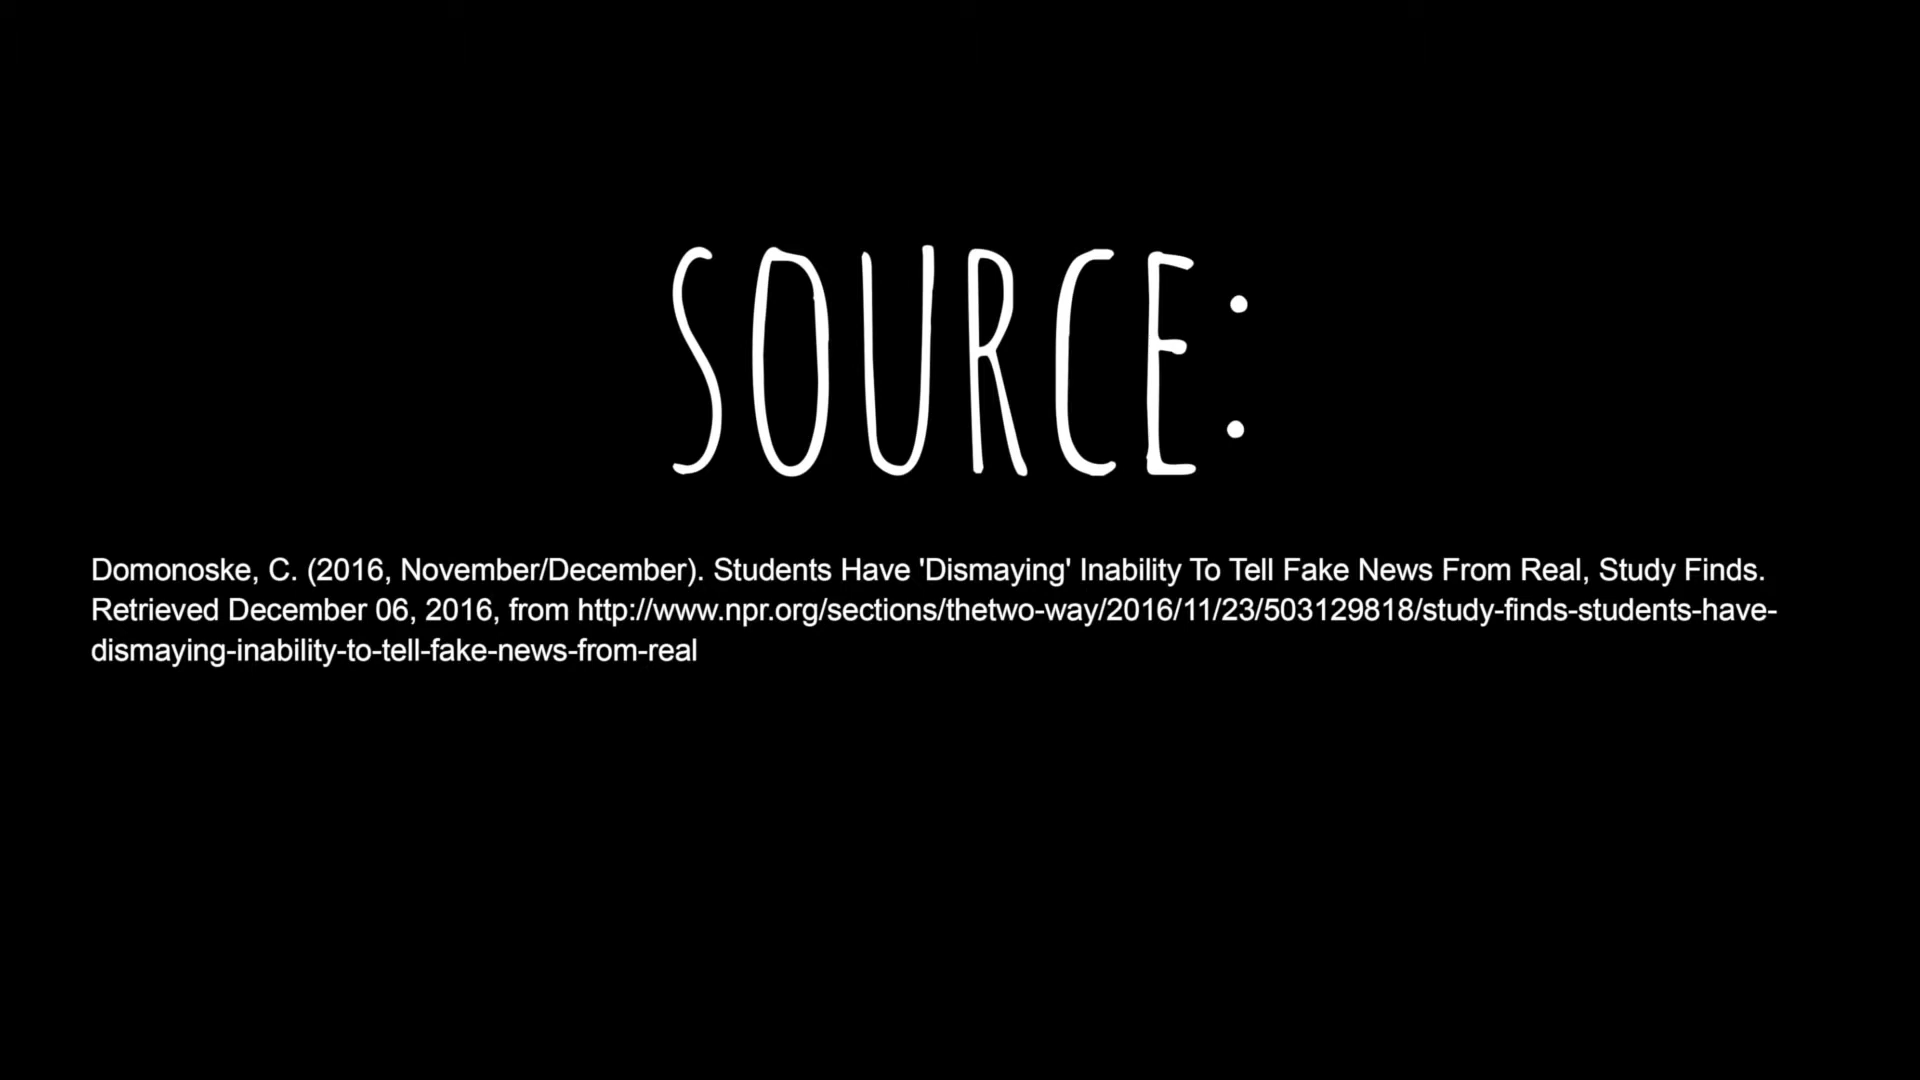 SOURCE:
Domonoske, C. (2016, November/December). Students Have 'Dismaying' Inability To Tell Fake News From Real, Study Finds.
Retrieved December 06, 2016, from http://www.npr.org/sections/thetwo-way/2016/11/23/503129818/study-finds-students-have-
dismaying-inability-to-tell-fake-news-from-real